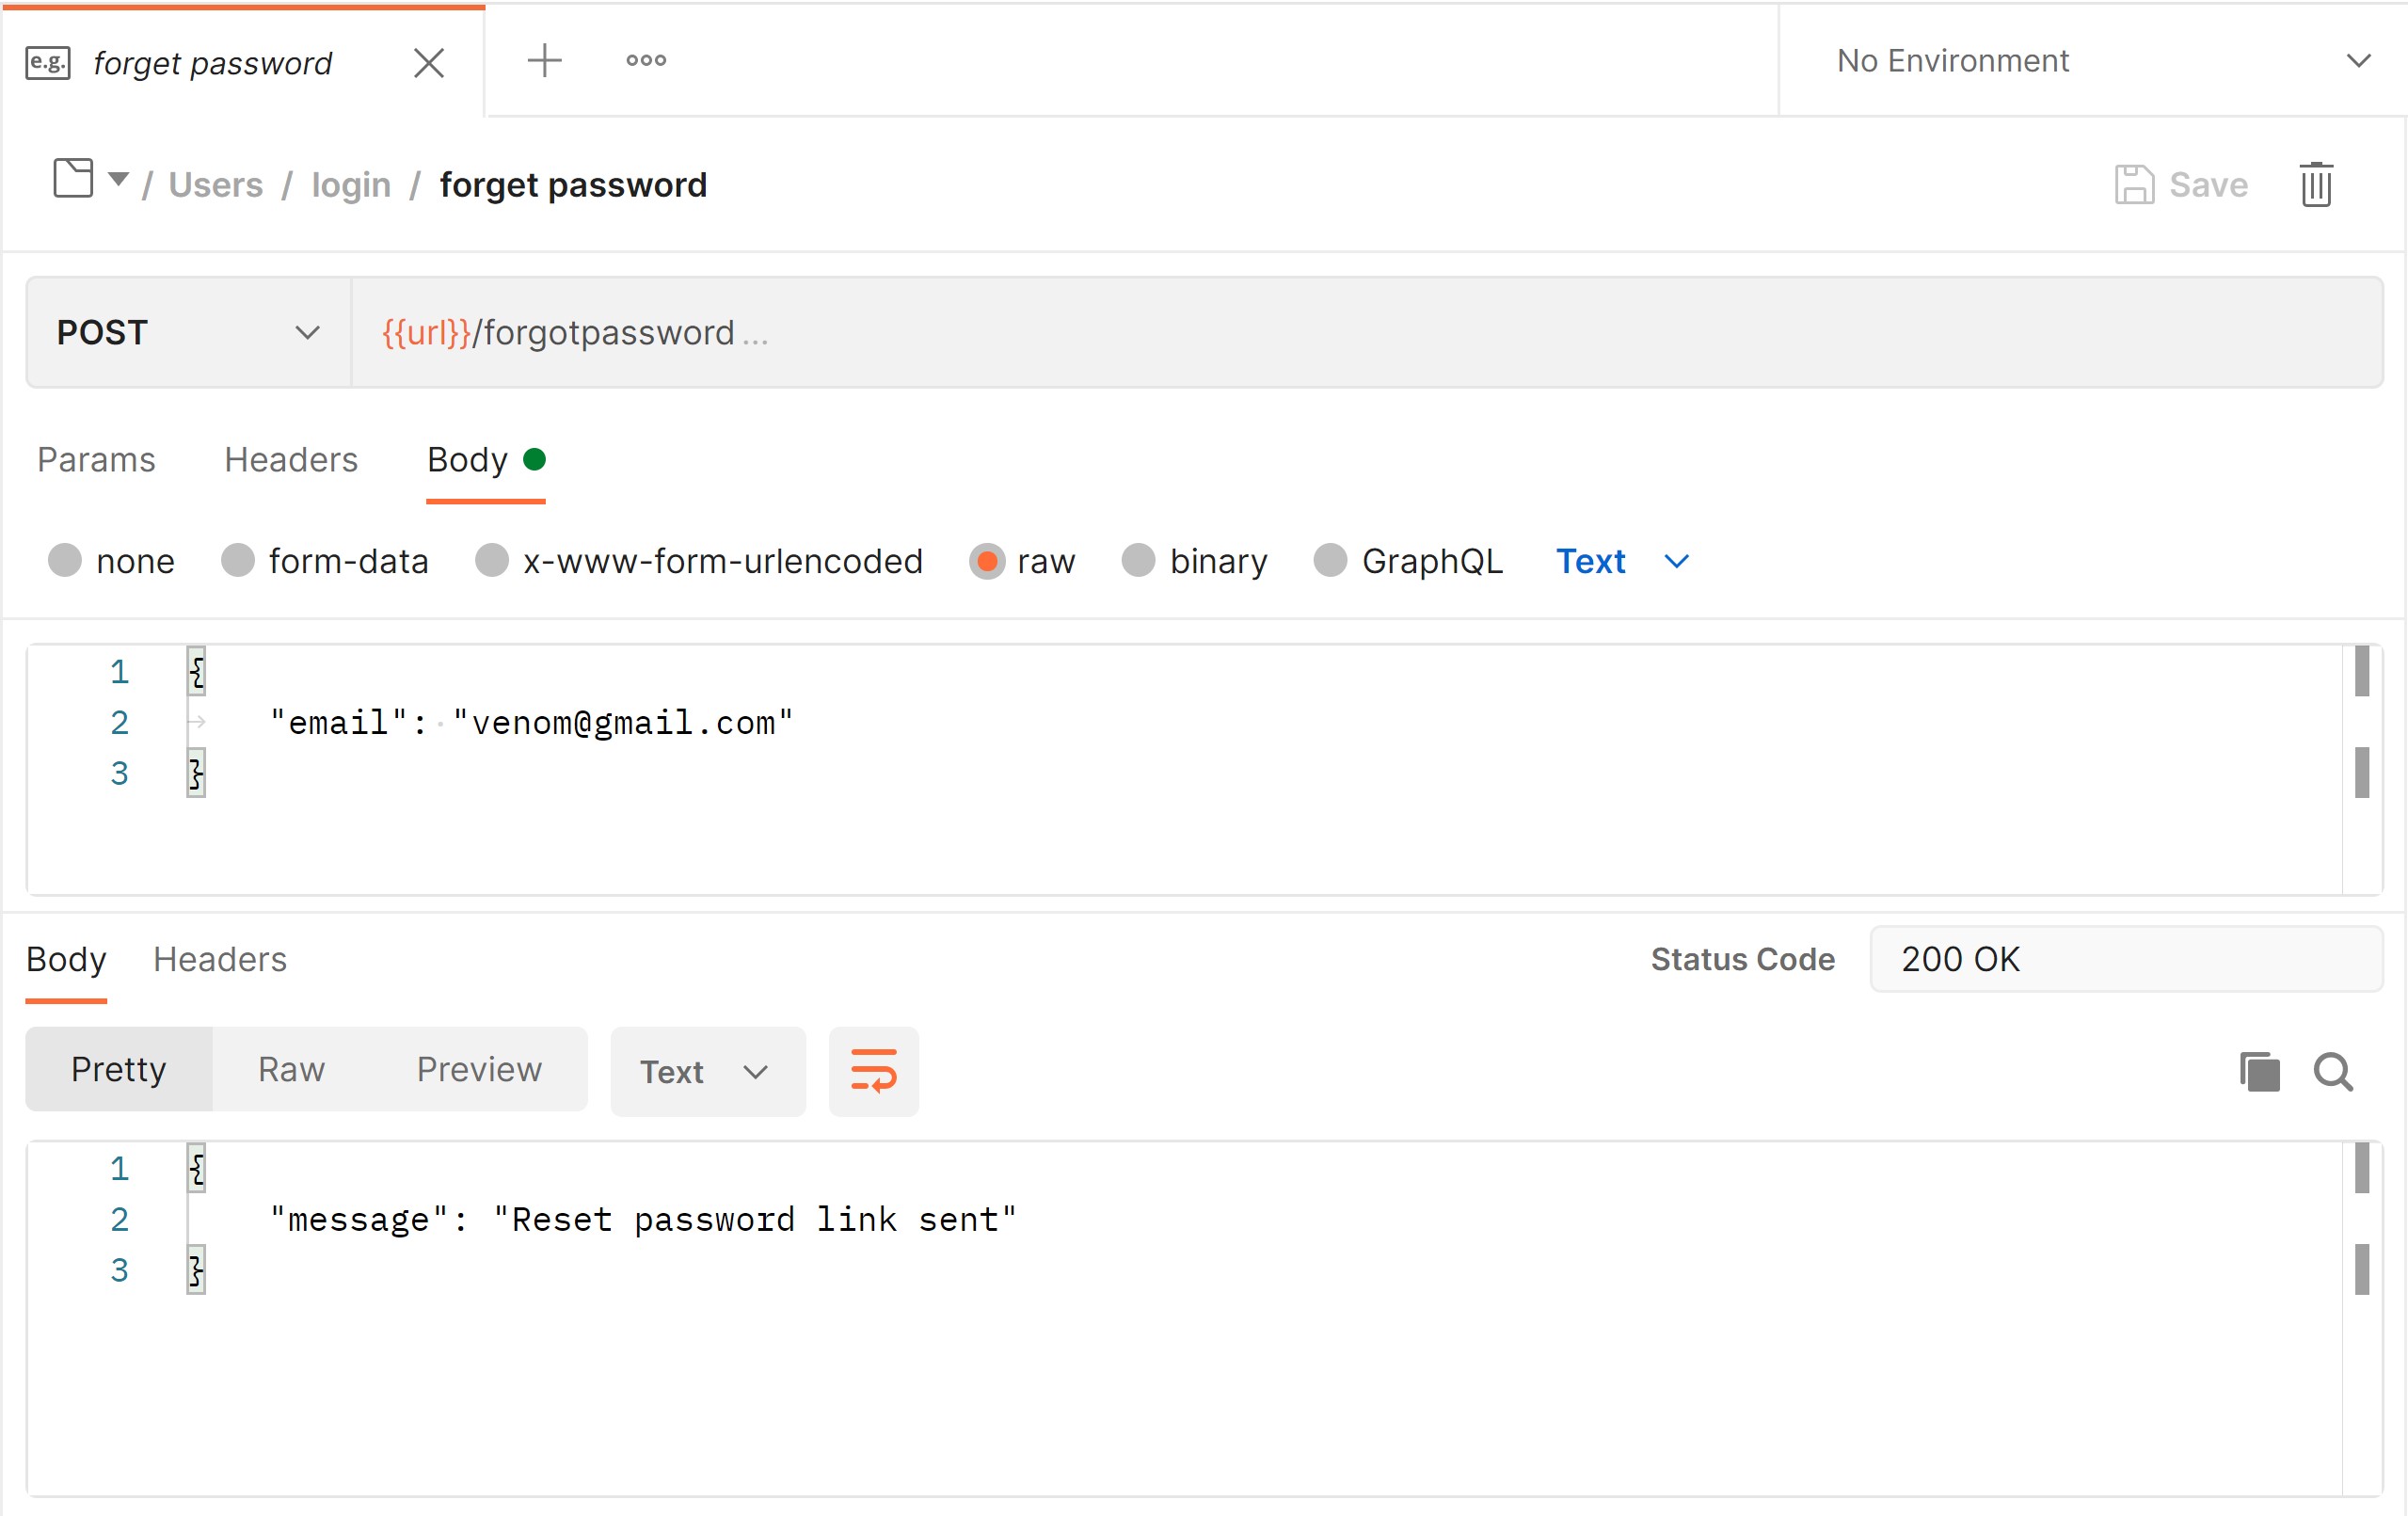 e.g. forget password
No Environment
/ Users / login / forget password
Save
POST
{{url}}/forgotpassword ...
Params Headers Body
none form-data x-www-form-urlencoded raw binary GraphQL Text
1 {
2 "email": "venom@gmail.com"
3 }
Body Headers
Status Code 200 OK
Pretty Raw Preview Text
1 {
2 "message": "Reset password link sent"
3 }